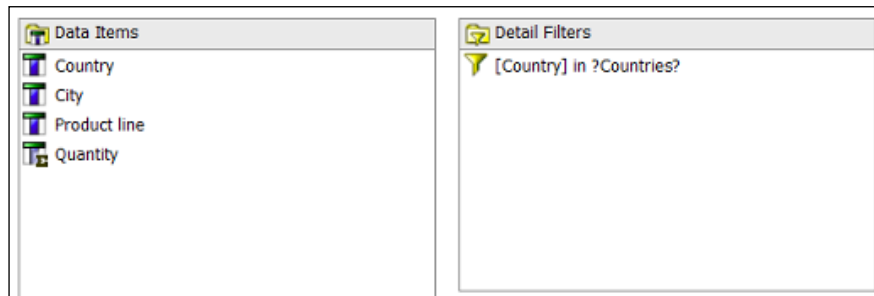 Data Items
Country
City
Product line
Quantity
Detail Filters
[Country] in ?Countries?